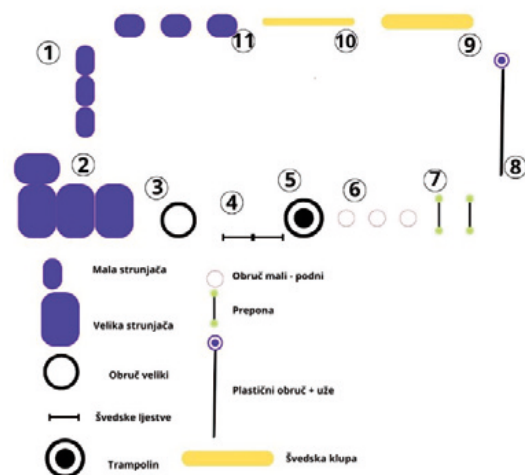 11
10
9
1
8
2
3
4
5
6
7
Mala strunjača
Obruč mali - podni
Prepona
Velika strunjača
Obruč veliki
Plastični obruč + uže
Švedske ljestve
Trampolin
Švedska klupa